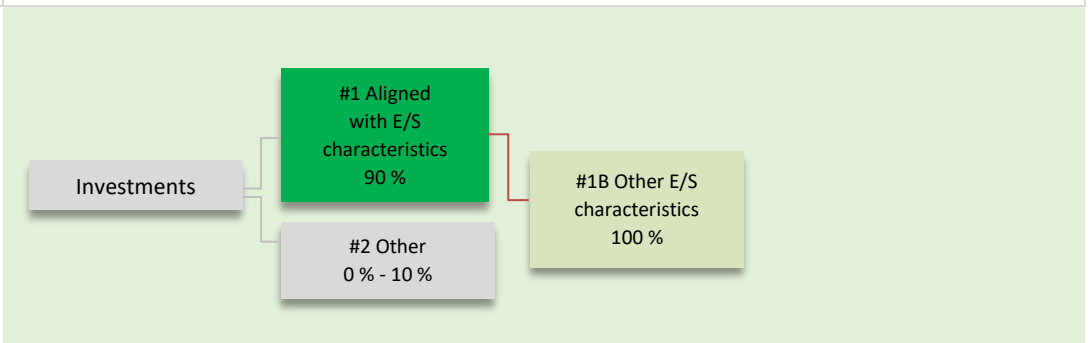 Investments
#1 Aligned
with E/S
characteristics
90 %
#2 Other
0 % - 10 %
#1B Other E/S
characteristics
100 %